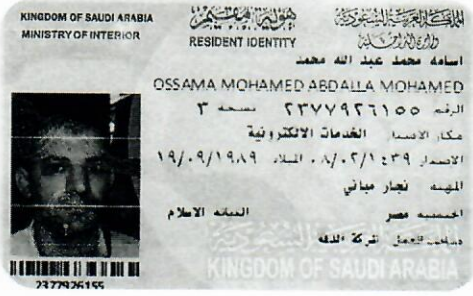 KINGDOM OF SAUDI ARABIA
MINISTRY OF INTERIOR
هوية مقيم
RESIDENT IDENTITY
المملكة العربية السعودية
وزارة الداخلية
اسامه محمد عبد الله محمد
OSSAMA MOHAMED ABDALLA MOHAMED
الرقم ٢٣٧٧٩٢٦١٥٥ نسخه ٣
مكان الاصدار الخدمات الالكترونية
الاصدار ٠٨/٠٢/١٤٣٩ الميلاد ١٩/٠٩/١٩٨٩
المهنه نجار مباني
الجنسيه مصر الديانه الاسلام
صاحب العمل شركة
KINGDOM OF SAUDI ARABIA
2377926155